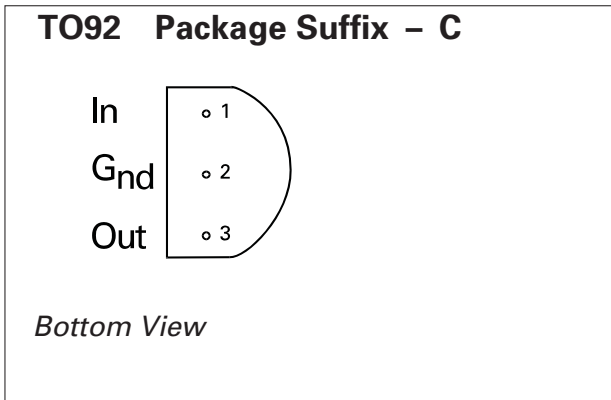 TO92 Package Suffix – C
In 1
Gnd 2
Out 3
Bottom View